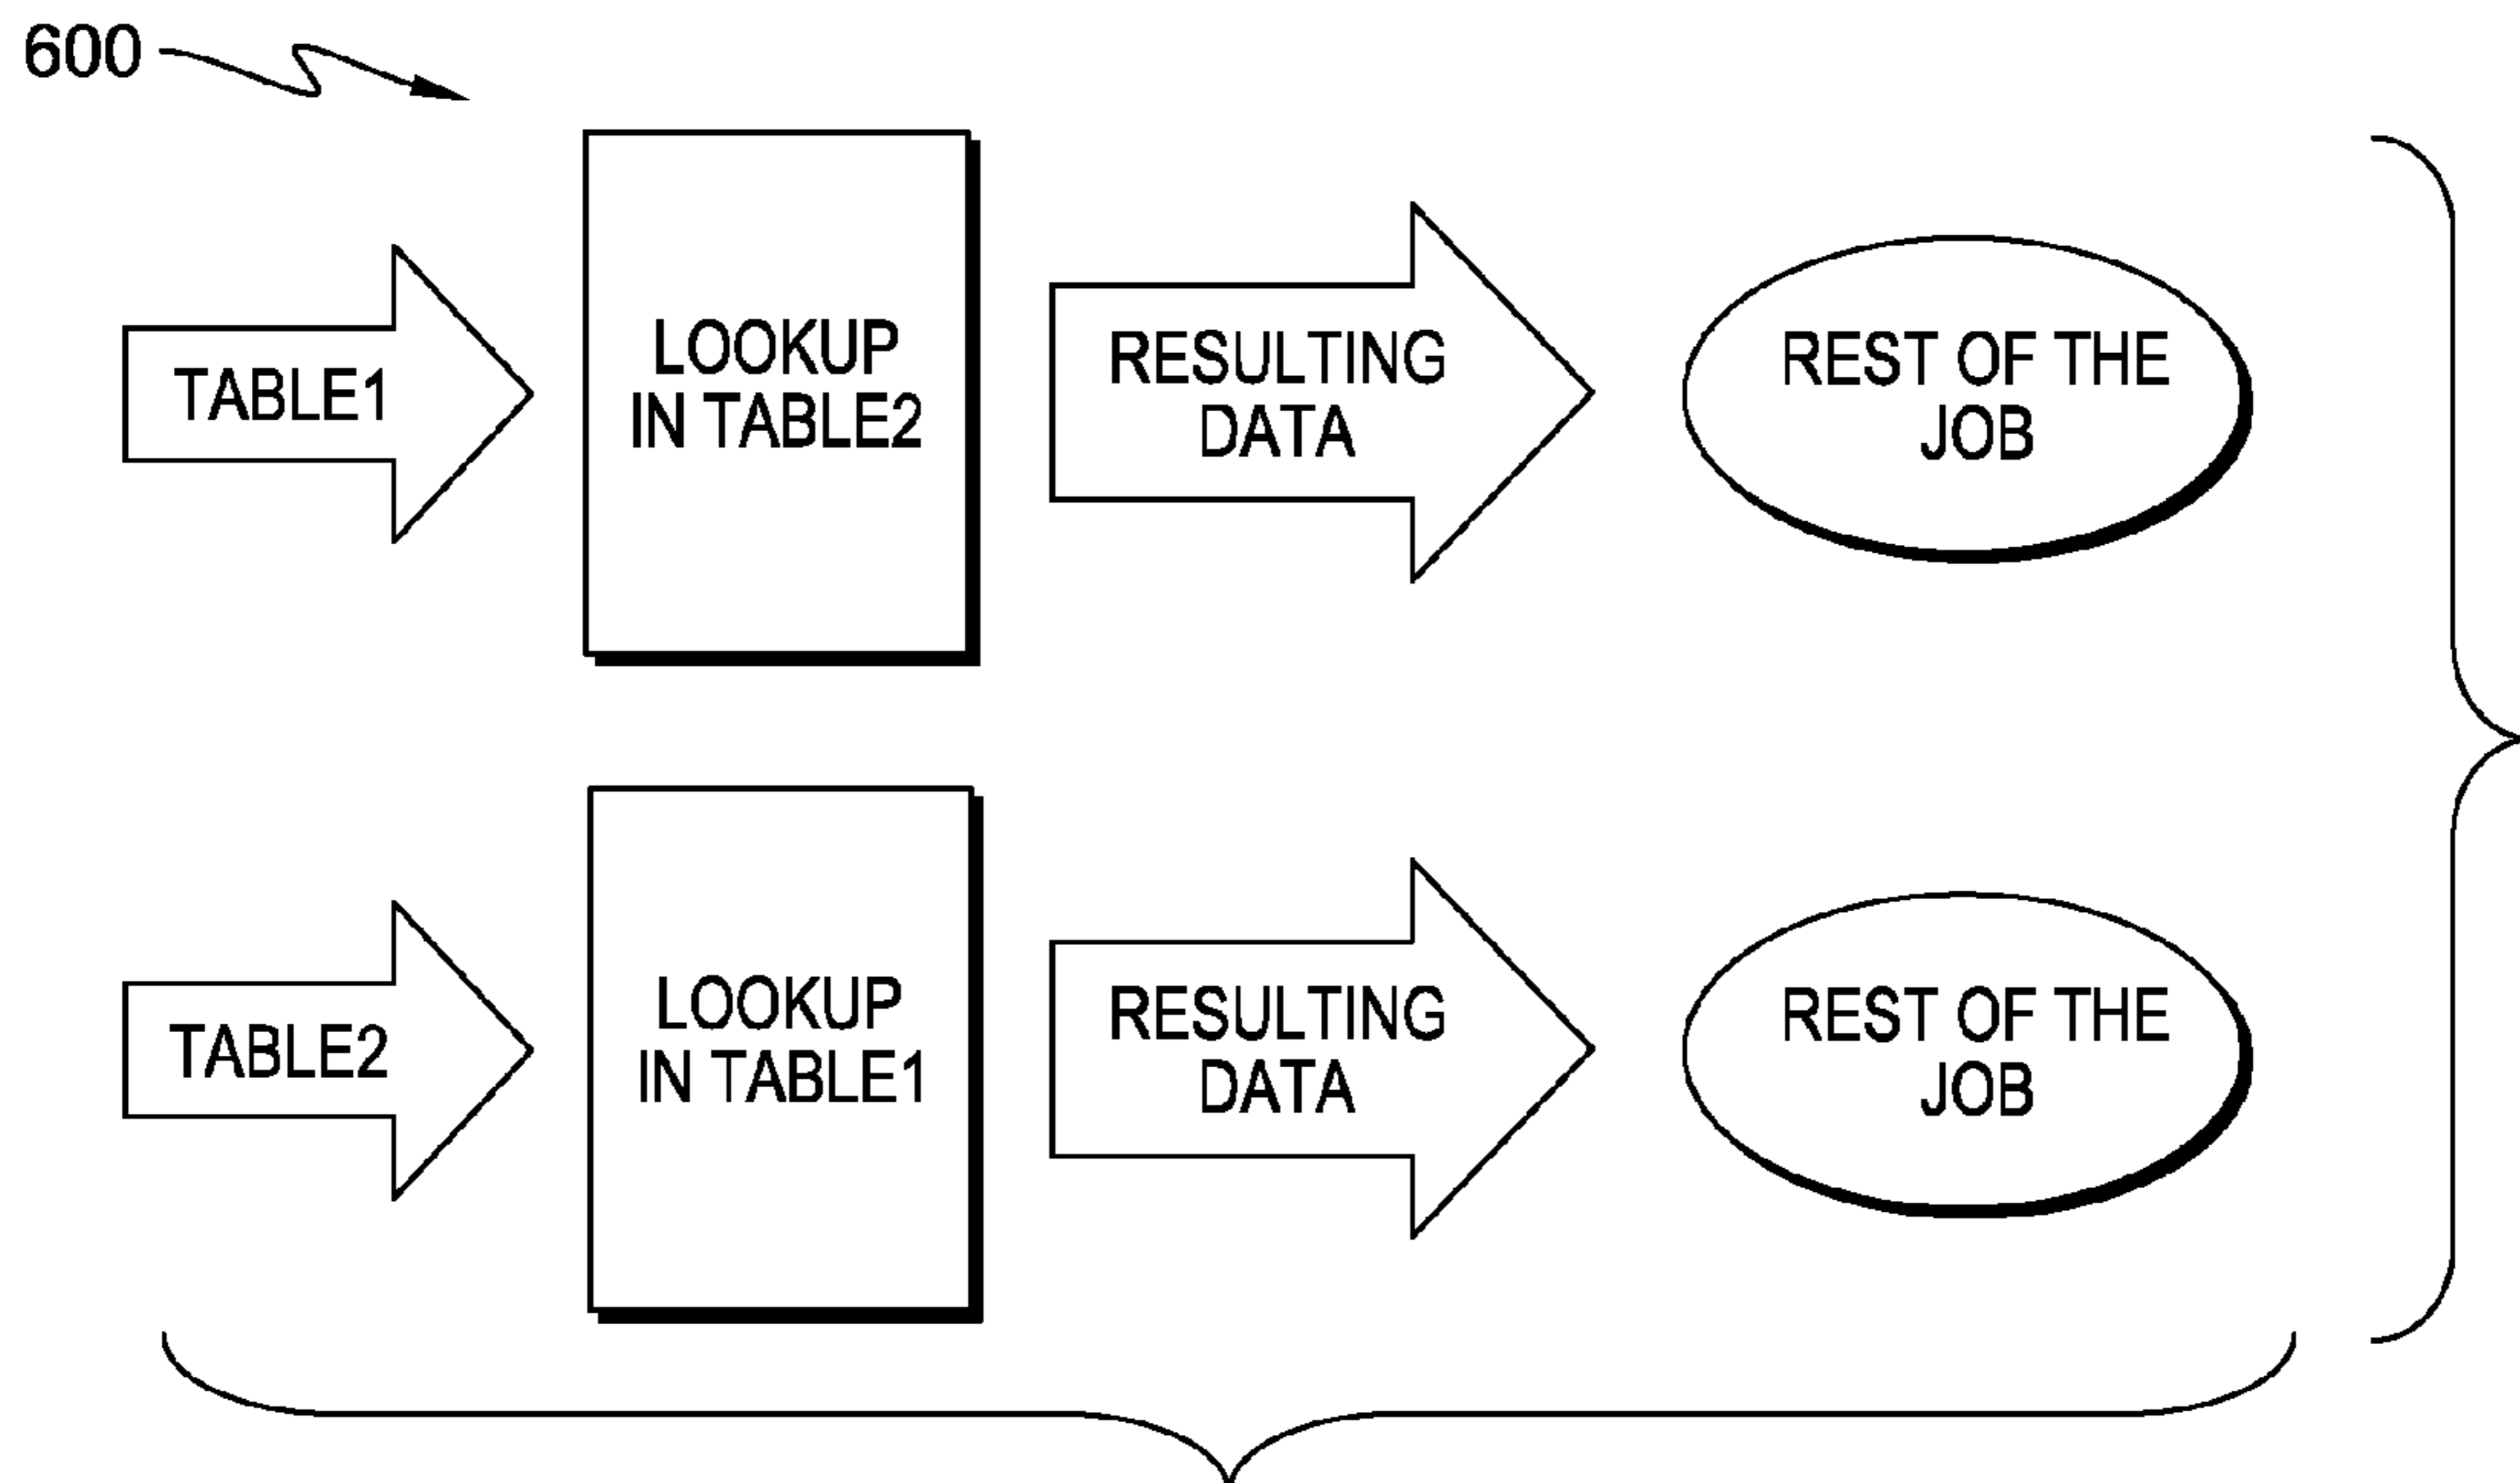 600
TABLE1
LOOKUP
IN TABLE2
RESULTING
DATA
REST OF THE
JOB
TABLE2
LOOKUP
IN TABLE1
RESULTING
DATA
REST OF THE
JOB